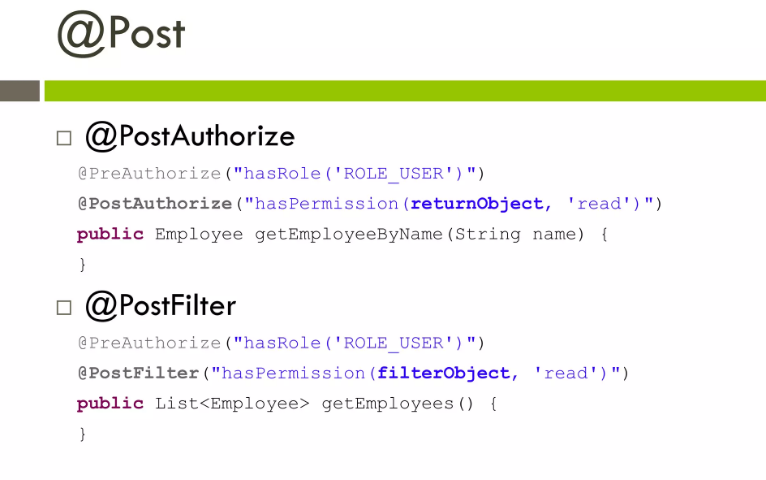 @Post
@PostAuthorize
@PreAuthorize("hasRole('ROLE_USER')")
@PostAuthorize("hasPermission(returnObject, 'read')")
public Employee getEmployeeByName(String name) {
}
@PostFilter
@PreAuthorize("hasRole('ROLE_USER')")
@PostFilter("hasPermission(filterObject, 'read')")
public List<Employee> getEmployees() {
}